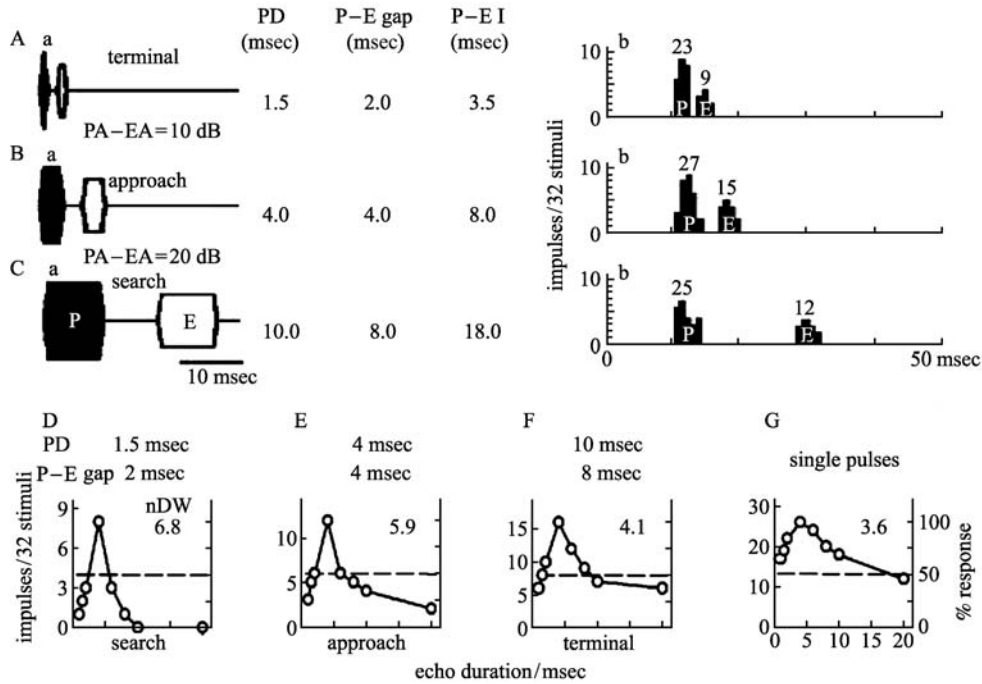 PD P−E gap P−E I
(msec) (msec) (msec)
A a terminal
1.5 2.0 3.5
PA−EA=10 dB
B a approach
4.0 4.0 8.0
PA−EA=20 dB
C a search
P E
10.0 8.0 18.0
10 msec
impulses/32 stimuli
10 b 23 9
P E
0
10 b 27 15
P E
0
10 b 25 12
P E
0
0 50 msec
D E F G
PD 1.5 msec 4 msec 10 msec
P−E gap 2 msec 4 msec 8 msec
single pulses
impulses/32 stimuli
9 6 3 0
nDW
6.8
search
10 5 0
5.9
approach
15 10 5 0
4.1
terminal
30 20 10 0
3.6
100 50 0
% response
0 5 10 15 20
echo duration/msec